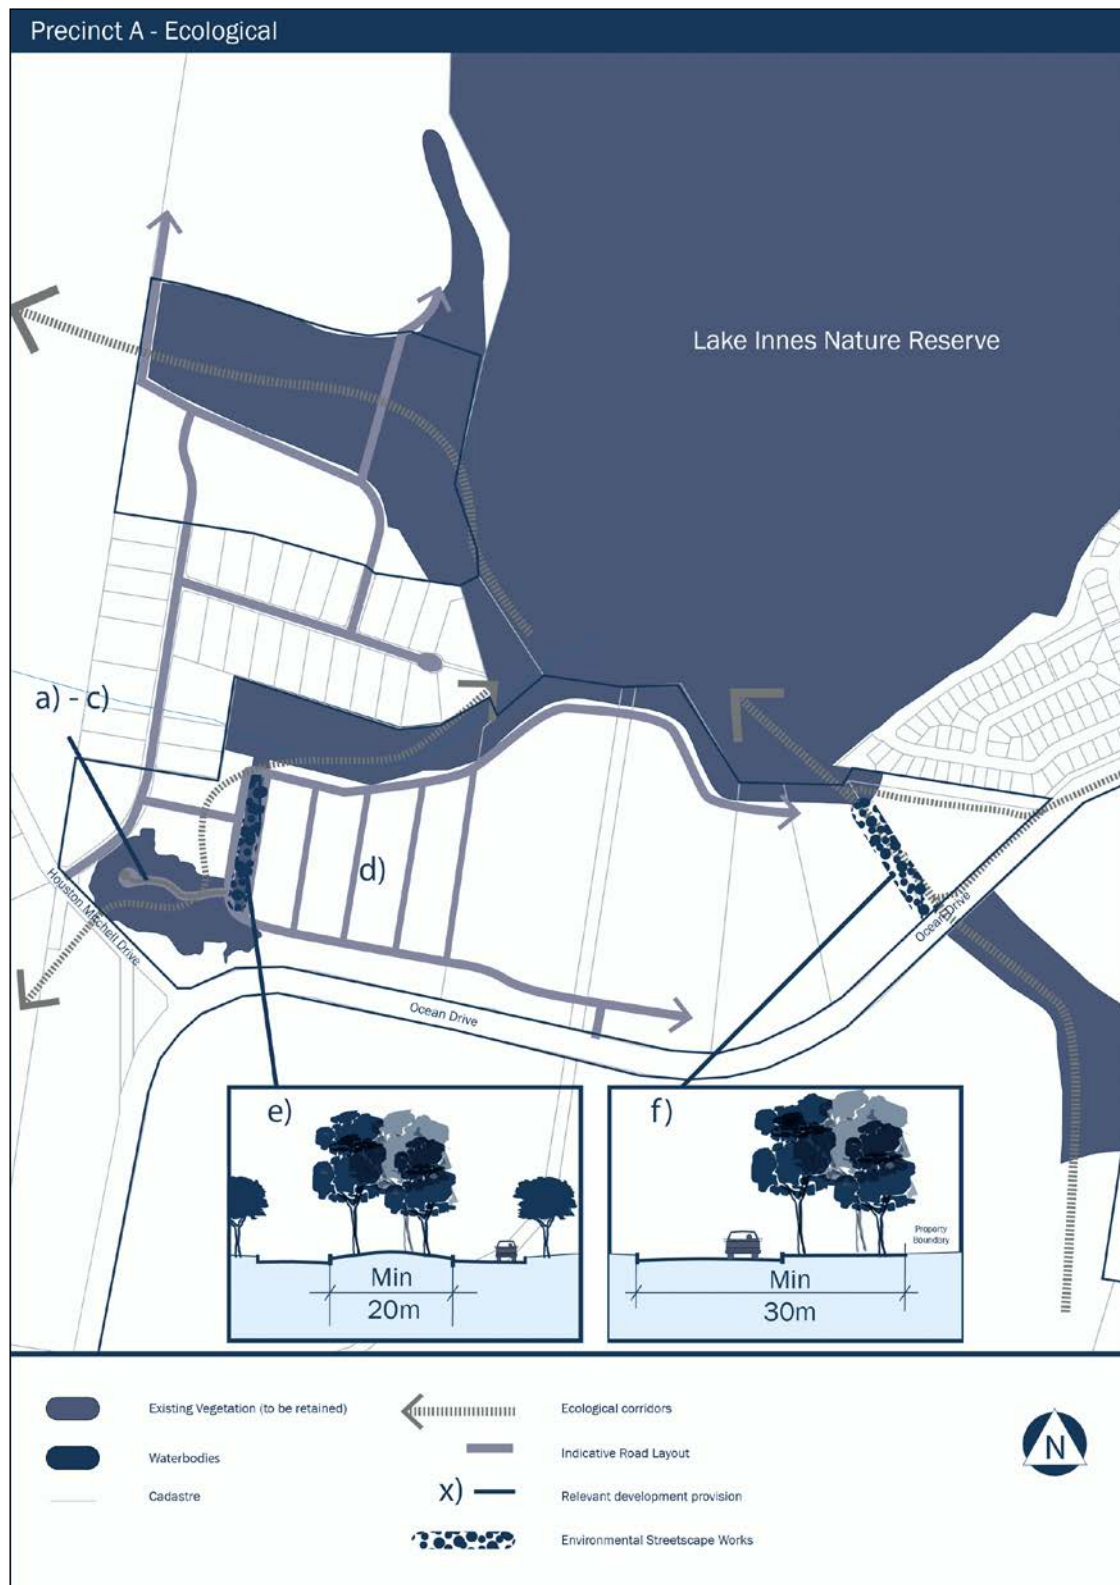 Precinct A - Ecological
Lake Innes Nature Reserve
a) - c)
d)
Houston Mitchell Drive
Ocean Drive
Ocean Drive
e)
Min
20m
f)
Property
Boundary
Min
30m
Existing Vegetation (to be retained)
Waterbodies
Cadastre
Ecological corridors
Indicative Road Layout
x)
Relevant development provision
Environmental Streetscape Works
N